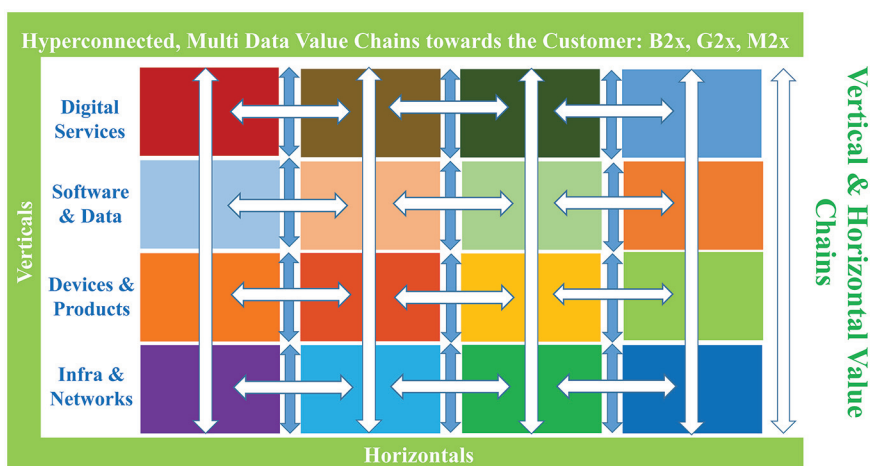 Hyperconnected, Multi Data Value Chains towards the Customer: B2x, G2x, M2x
Verticals
Digital
Services
Software
& Data
Devices &
Products
Infra &
Networks
Horizontals
Vertical & Horizontal Value
Chains